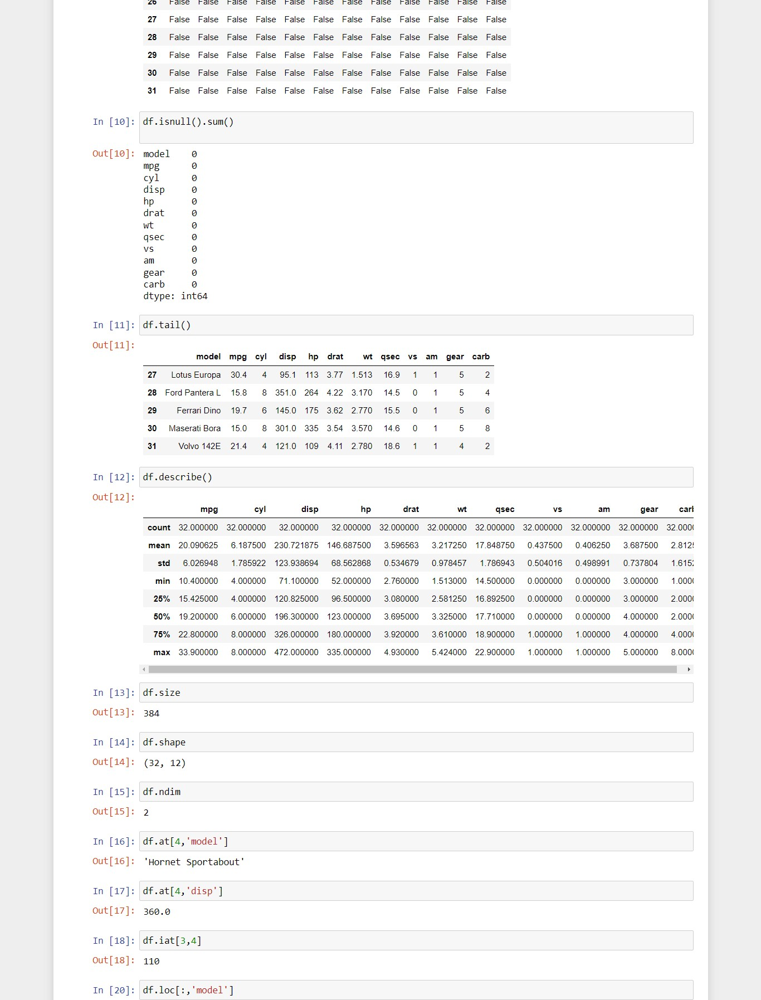 26 False False False False False False False False False False False False
27 False False False False False False False False False False False False
28 False False False False False False False False False False False False
29 False False False False False False False False False False False False
30 False False False False False False False False False False False False
31 False False False False False False False False False False False False
In [10]: df.isnull().sum()
Out[10]: model 0
mpg 0
cyl 0
disp 0
hp 0
drat 0
wt 0
qsec 0
vs 0
am 0
gear 0
carb 0
dtype: int64
In [11]: df.tail()
Out[11]:
model mpg cyl disp hp drat wt qsec vs am gear carb
27 Lotus Europa 30.4 4 95.1 113 3.77 1.513 16.9 1 1 5 2
28 Ford Pantera L 15.8 8 351.0 264 4.22 3.170 14.5 0 1 5 4
29 Ferrari Dino 19.7 6 145.0 175 3.62 2.770 15.5 0 1 5 6
30 Maserati Bora 15.0 8 301.0 335 3.54 3.570 14.6 0 1 5 8
31 Volvo 142E 21.4 4 121.0 109 4.11 2.780 18.6 1 1 4 2
In [12]: df.describe()
Out[12]:
mpg cyl disp hp drat wt qsec vs am gear
count 32.000000 32.000000 32.000000 32.000000 32.000000 32.000000 32.000000 32.000000 32.000000 32.000000 32.000
mean 20.090625 6.187500 230.721875 146.687500 3.596563 3.217250 17.848750 0.437500 0.406250 3.687500 2.812
std 6.026948 1.785922 123.938694 68.562868 0.534679 0.978457 1.786943 0.504016 0.498991 0.737804 1.615
min 10.400000 4.000000 71.100000 52.000000 2.760000 1.513000 14.500000 0.000000 0.000000 3.000000 1.000
25% 15.425000 4.000000 120.825000 96.500000 3.080000 2.581250 16.892500 0.000000 0.000000 3.000000 2.000
50% 19.200000 6.000000 196.300000 123.000000 3.695000 3.325000 17.710000 0.000000 0.000000 4.000000 2.000
75% 22.800000 8.000000 326.000000 180.000000 3.920000 3.610000 18.900000 1.000000 1.000000 4.000000 4.000
max 33.900000 8.000000 472.000000 335.000000 4.930000 5.424000 22.900000 1.000000 1.000000 5.000000 8.000
In [13]: df.size
Out[13]: 384
In [14]: df.shape
Out[14]: (32, 12)
In [15]: df.ndim
Out[15]: 2
In [16]: df.at[4,'model']
Out[16]: 'Hornet Sportabout'
In [17]: df.at[4,'disp']
Out[17]: 360.0
In [18]: df.iat[3,4]
Out[18]: 110
In [20]: df.loc[:,'model']